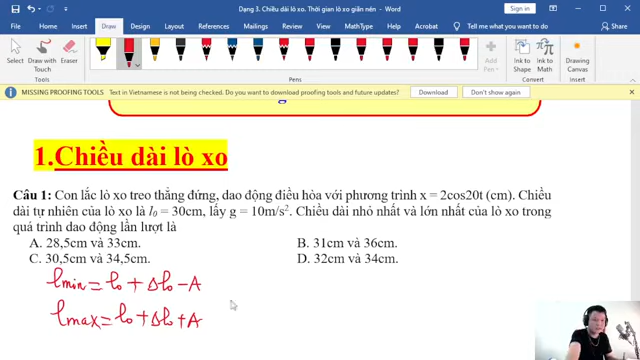 Dạng 3. Chiều dài lò xo. Thời gian lò xo giãn nén - Word
Sign in
File Home Insert Draw Design Layout References Mailings Review View MathType Help Tell me what you want to do Share
Select
Draw with Touch
Eraser
Add Pen
Ink to Shape
Ink to Math
Drawing Canvas
Tools
Pens
Convert
Insert
MISSING PROOFING TOOLS Text in Vietnamese is not being checked. Do you want to download proofing tools and future updates? Download Don't show again
1.Chiều dài lò xo
Câu 1: Con lắc lò xo treo thẳng đứng, dao động điều hòa với phương trình x = 2cos20t (cm). Chiều
dài tự nhiên của lò xo là l₀ = 30cm, lấy g = 10m/s². Chiều dài nhỏ nhất và lớn nhất của lò xo trong
quá trình dao động lần lượt là
A. 28,5cm và 33cm. B. 31cm và 36cm.
C. 30,5cm và 34,5cm. D. 32cm và 34cm.
lmin = l₀ + Δl₀ - A
lmax = l₀ + Δl₀ + A